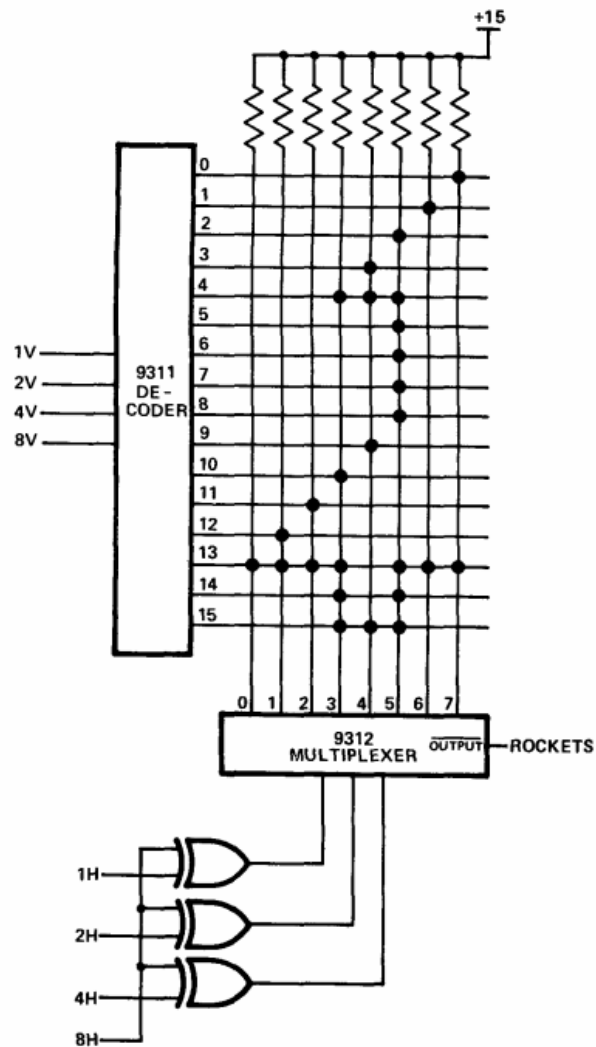 +15
0
1
2
3
4
5
6
7
8
9
10
11
12
13
14
15
1V
2V
4V
8V
9311
DE-
CODER
0 1 2 3 4 5 6 7
9312
MULTIPLEXER
OUTPUT
ROCKETS
1H
2H
4H
8H